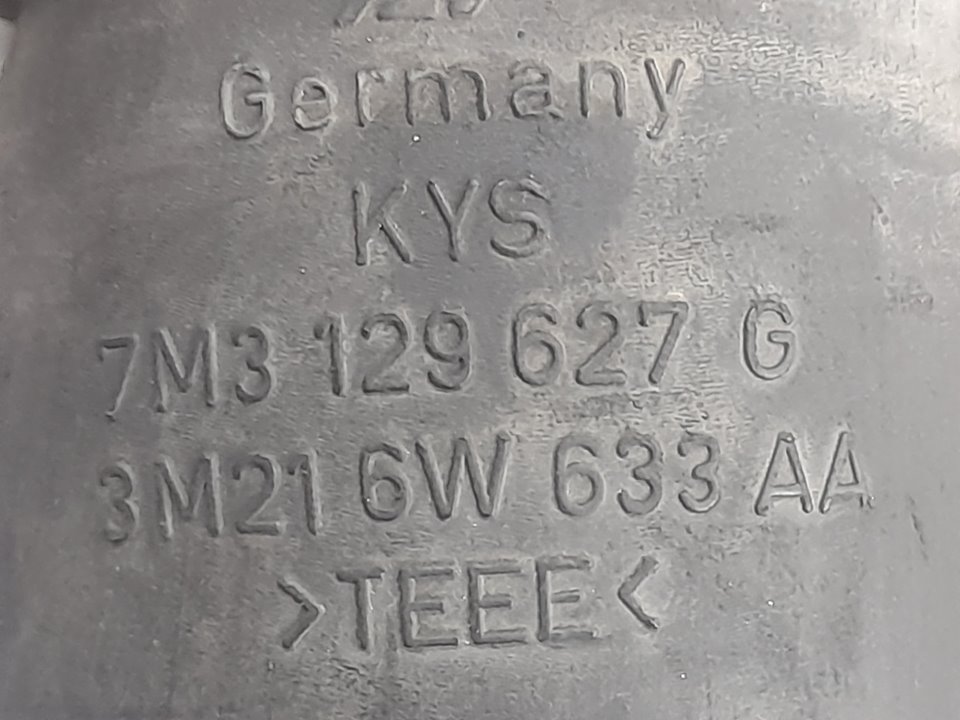 Germany
KYS
7M3 129 627 G
3M21 6W 633 AA
>TEEE<